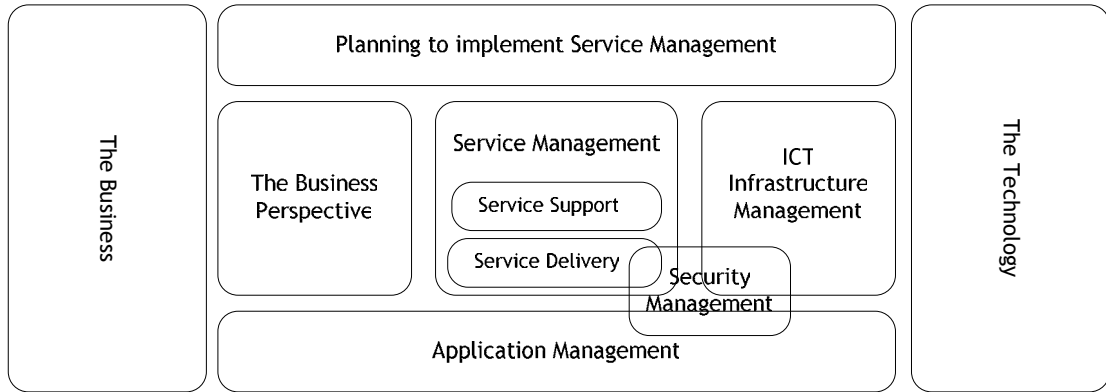 Planning to implement Service Management
The Business
The Business
Perspective
Service Management
Service Support
Service Delivery
ICT
Infrastructure
Management
Security
Management
Application Management
The Technology